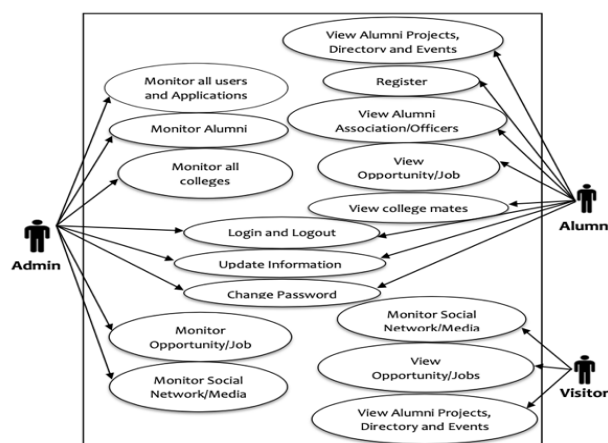 View Alumni Projects,
Directory and Events
Monitor all users
and Applications
Register
Monitor Alumni
View Alumni
Association/Officers
Monitor all
colleges
View
Opportunity/Job
View college mates
Login and Logout
Alumn
Admin
Update Information
Change Password
Monitor Social
Network/Media
Monitor
Opportunity/Job
View
Opportunity/Jobs
Visitor
Monitor Social
Network/Media
View Alumni Projects,
Directory and Events